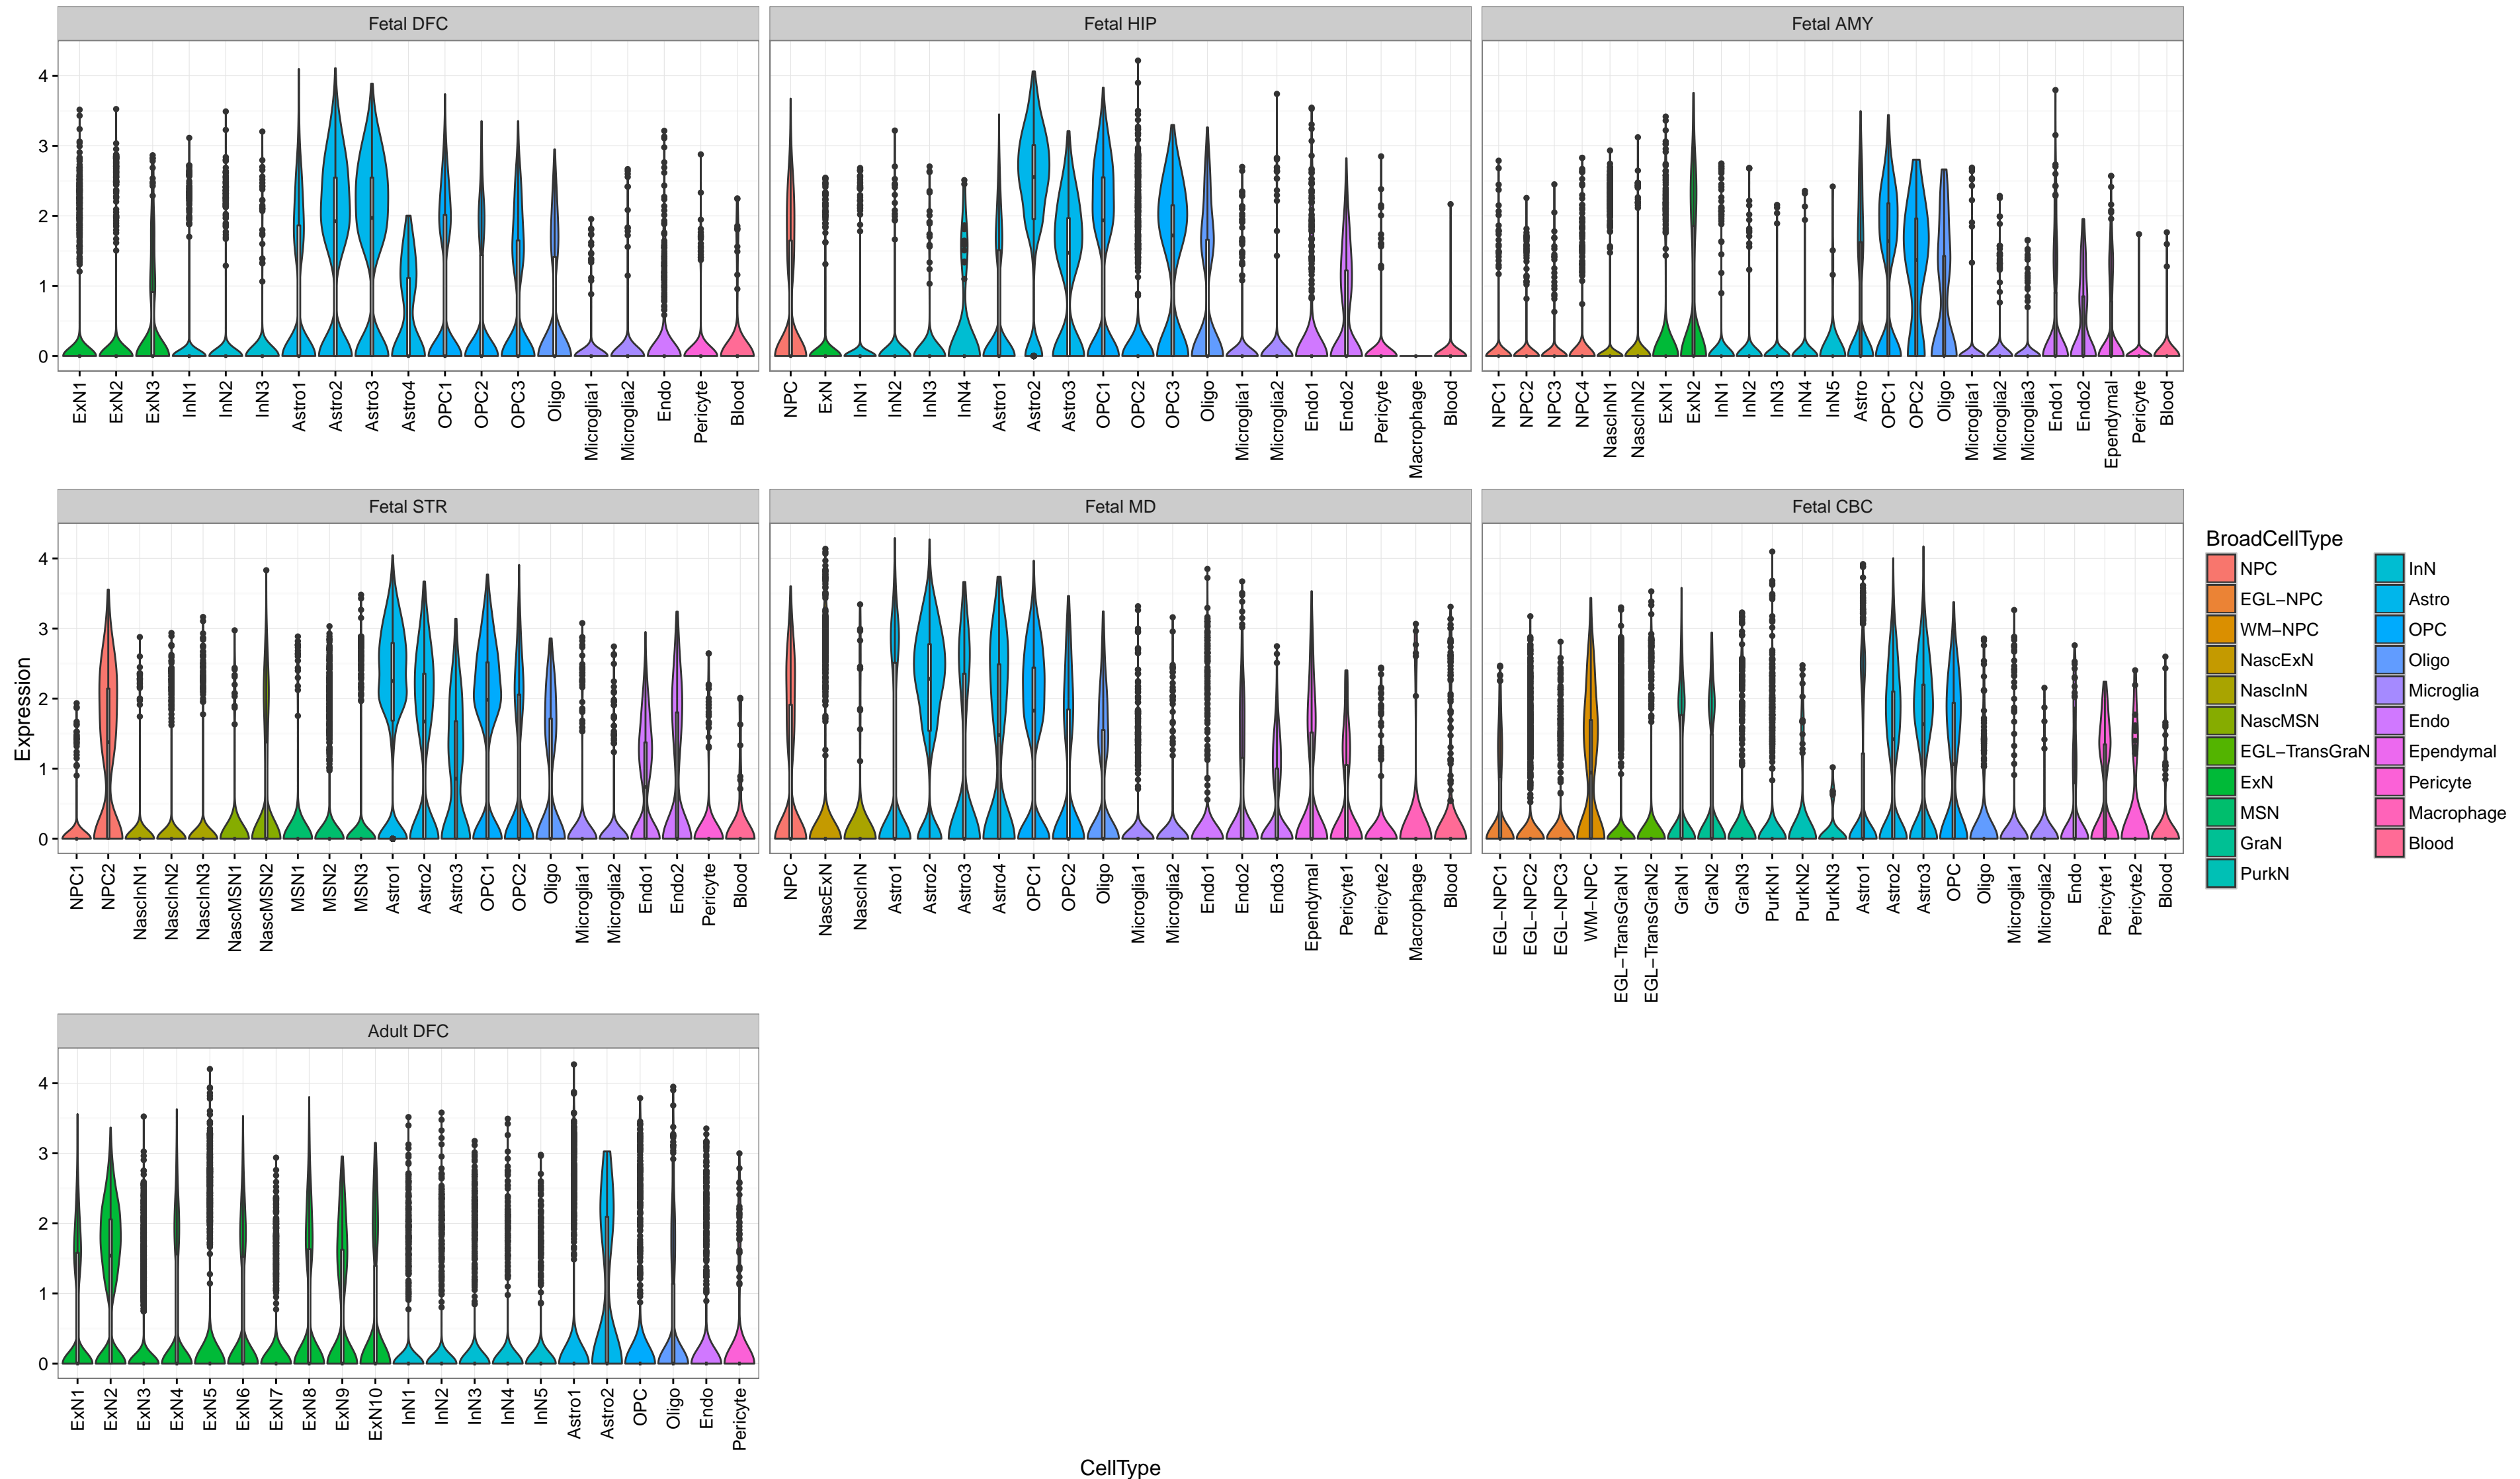 Fetal DFC
Fetal HIP
Fetal AMY
4
3
2
1
0
ExN1 ExN2 ExN3 InN1 InN2 InN3 Astro1 Astro2 Astro3 Astro4 OPC1 OPC2 OPC3 Oligo Microglia1 Microglia2 Endo Pericyte Blood
NPC ExN InN1 InN2 InN3 InN4 Astro1 Astro2 Astro3 OPC1 OPC2 OPC3 Oligo Microglia1 Microglia2 Endo1 Endo2 Pericyte Macrophage Blood
NPC1 NPC2 NPC3 NPC4 NascInN1 NascInN2 ExN1 ExN2 InN1 InN2 InN3 InN4 InN5 Astro OPC1 OPC2 Oligo Microglia1 Microglia2 Microglia3 Endo1 Endo2 Ependymal Pericyte Blood
Fetal STR
Fetal MD
Fetal CBC
Expression
4
3
2
1
0
NPC1 NPC2 NascInN1 NascInN2 NascInN3 NascMSN1 NascMSN2 MSN1 MSN2 MSN3 Astro1 Astro2 Astro3 OPC1 OPC2 Oligo Microglia1 Microglia2 Endo1 Endo2 Pericyte Blood
NPC NascExN NascInN Astro1 Astro2 Astro3 Astro4 OPC1 OPC2 Oligo Microglia1 Microglia2 Endo1 Endo2 Endo3 Ependymal Pericyte1 Pericyte2 Macrophage Blood
EGL−NPC1 EGL−NPC2 EGL−NPC3 WM−NPC EGL−TransGraN1 EGL−TransGraN2 GraN1 GraN2 GraN3 PurkN1 PurkN2 PurkN3 Astro1 Astro2 Astro3 OPC Oligo Microglia1 Microglia2 Endo Pericyte1 Pericyte2 Blood
BroadCellType
NPC
EGL−NPC
WM−NPC
NascExN
NascInN
NascMSN
EGL−TransGraN
ExN
MSN
GraN
PurkN
InN
Astro
OPC
Oligo
Microglia
Endo
Ependymal
Pericyte
Macrophage
Blood
Adult DFC
4
3
2
1
0
ExN1 ExN2 ExN3 ExN4 ExN5 ExN6 ExN7 ExN8 ExN9 ExN10 InN1 InN2 InN3 InN4 InN5 Astro1 Astro2 OPC Oligo Endo Pericyte
CellType